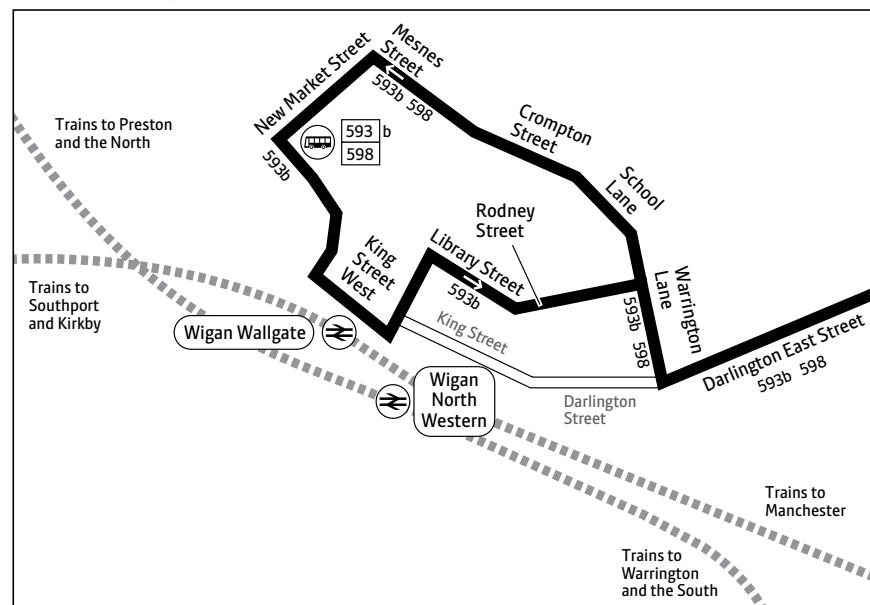 Mesnes
Street
New Market Street
593b 598
Crompton
Street
Trains to Preston
and the North
593 b
598
593b
School
Lane
Rodney
Street
King
Street
West
Library Street
593b
Warrington
Lane
Trains to
Southport
and Kirkby
Wigan Wallgate
King Street
593b 598
Darlington East Street
593b 598
Wigan
North
Western
Darlington
Street
Trains to
Manchester
Trains to
Warrington
and the South